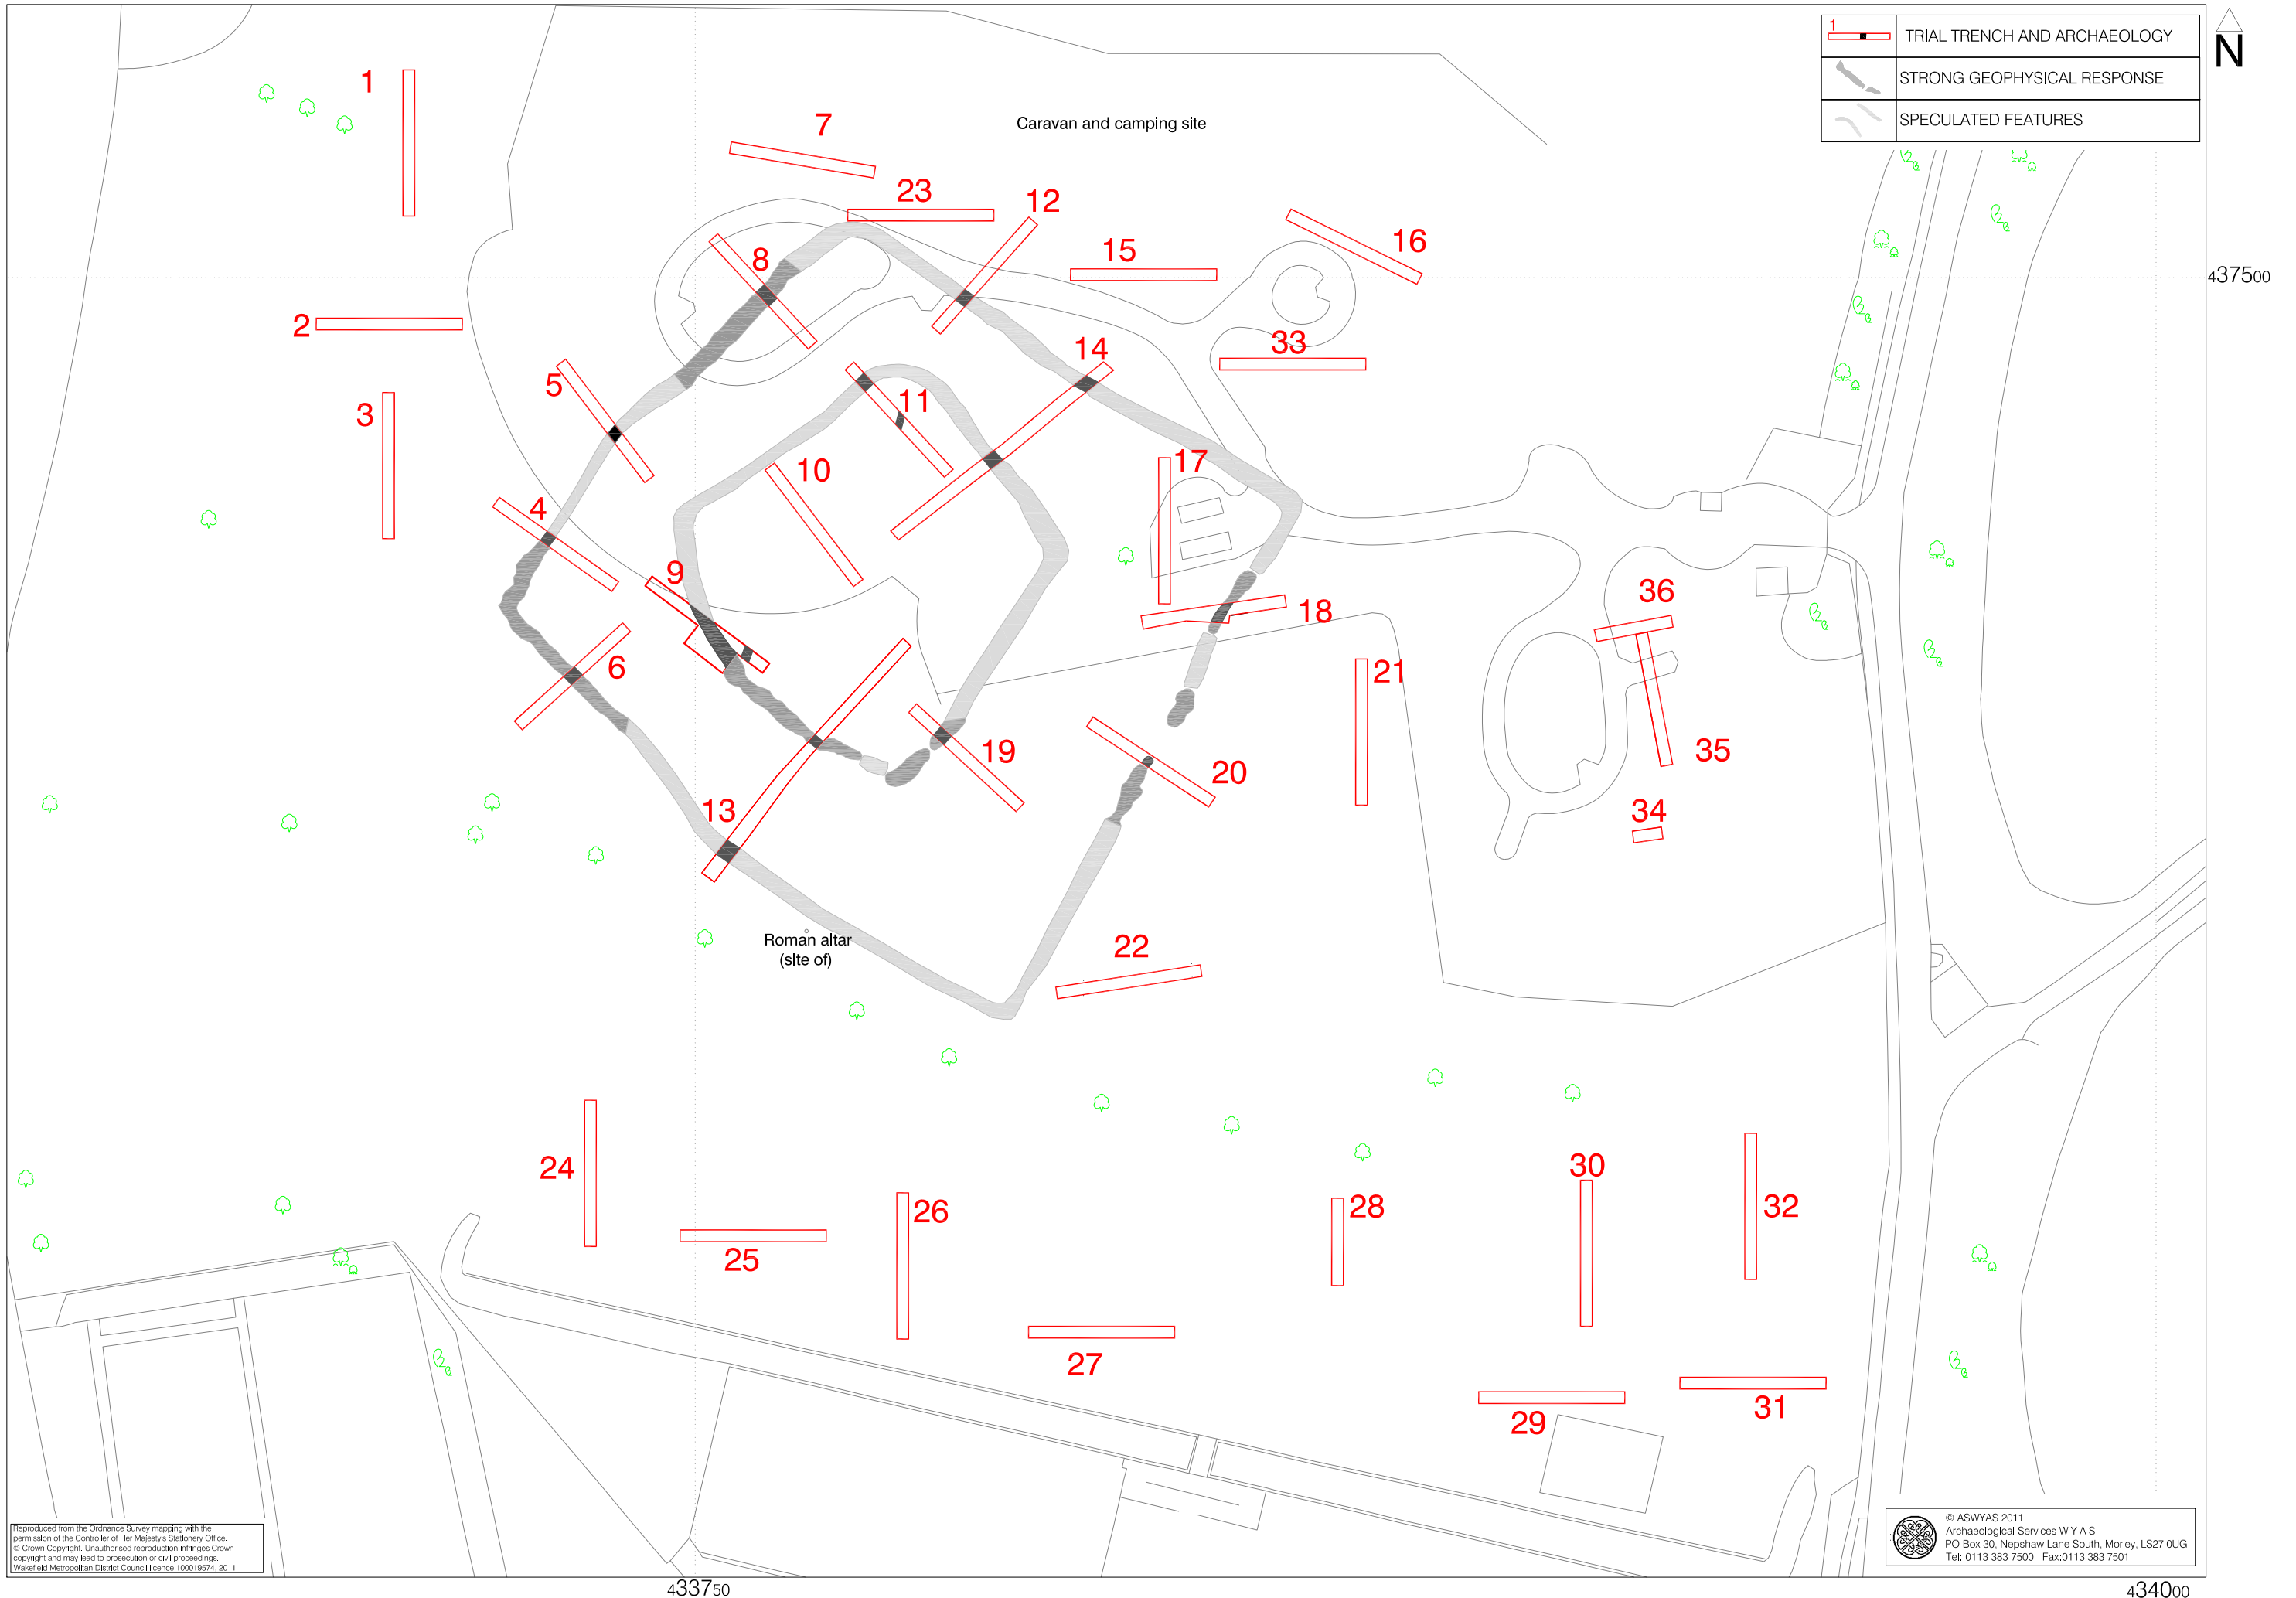 1
TRIAL TRENCH AND ARCHAEOLOGY
N
STRONG GEOPHYSICAL RESPONSE
SPECULATED FEATURES
1
7
Caravan and camping site
23
12
8
15
16
437500
2
33
14
5
11
3
17
10
4
9
36
18
6
21
19
35
20
13
34
Roman altar
(site of)
22
24
30
32
26
28
25
27
31
29
Reproduced from the Ordnance Survey mapping with the
permission of the Controller of Her Majesty's Stationery Office.
© Crown Copyright. Unauthorised reproduction infringes Crown
copyright and may lead to prosecution or civil proceedings.
Wakefield Metropolitan District Council licence 100019574, 2011.
© ASWYAS 2011.
Archaeological Services W Y A S
PO Box 30, Nepshaw Lane South, Morley, LS27 0UG
Tel: 0113 383 7500 Fax:0113 383 7501
433750
434000